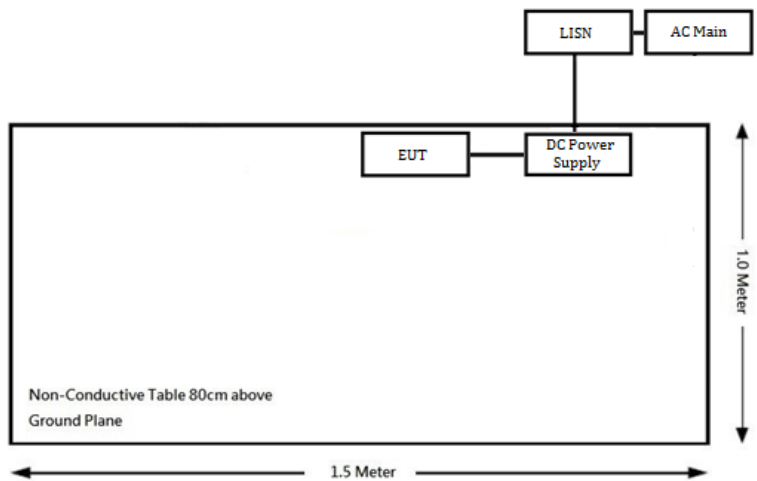 LISN
AC Main
EUT
DC Power
Supply
1.0 Meter
Non-Conductive Table 80cm above
Ground Plane
1.5 Meter